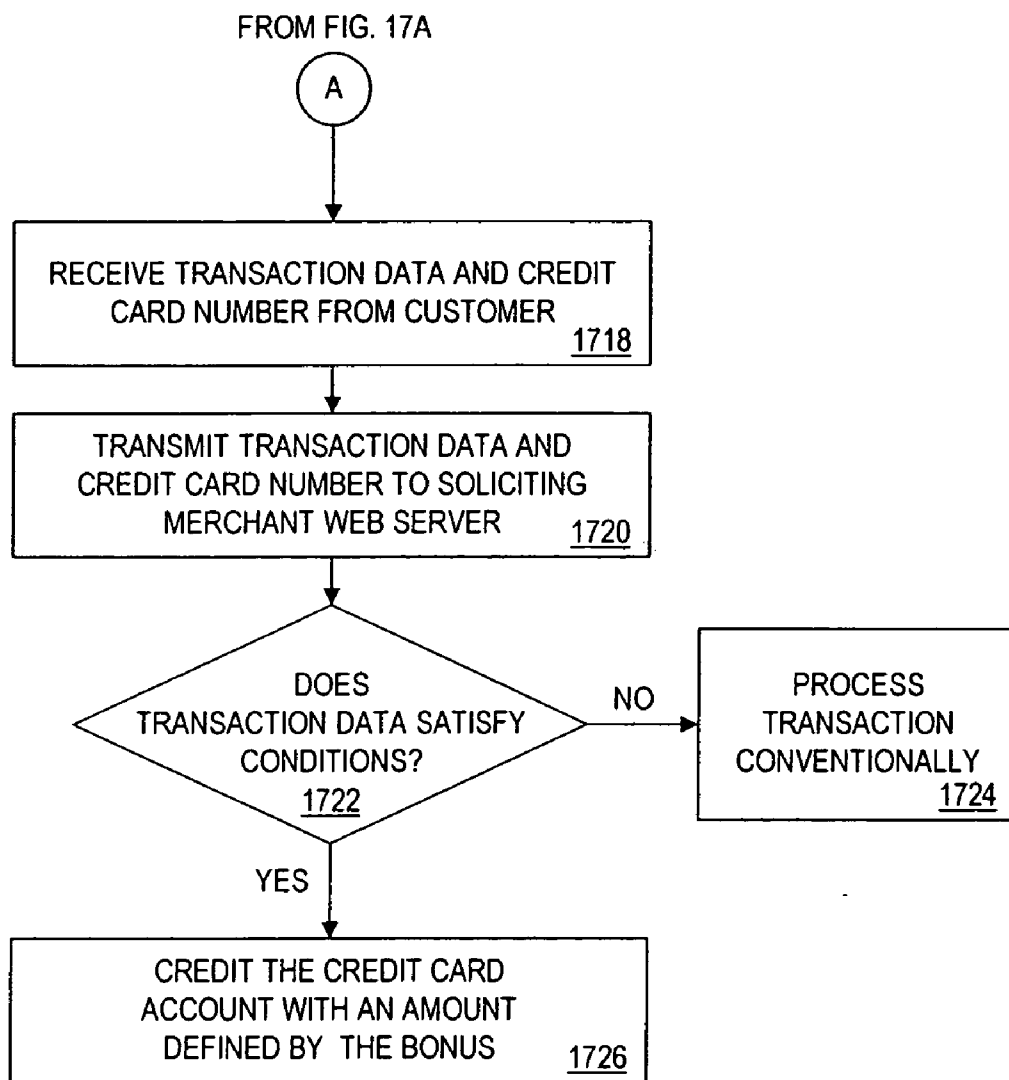 FROM FIG. 17A
A
RECEIVE TRANSACTION DATA AND CREDIT
CARD NUMBER FROM CUSTOMER
1718
TRANSMIT TRANSACTION DATA AND
CREDIT CARD NUMBER TO SOLICITING
MERCHANT WEB SERVER
1720
DOES
TRANSACTION DATA SATISFY
CONDITIONS?
1722
NO
PROCESS
TRANSACTION
CONVENTIONALLY
1724
YES
CREDIT THE CREDIT CARD
ACCOUNT WITH AN AMOUNT
DEFINED BY THE BONUS
1726